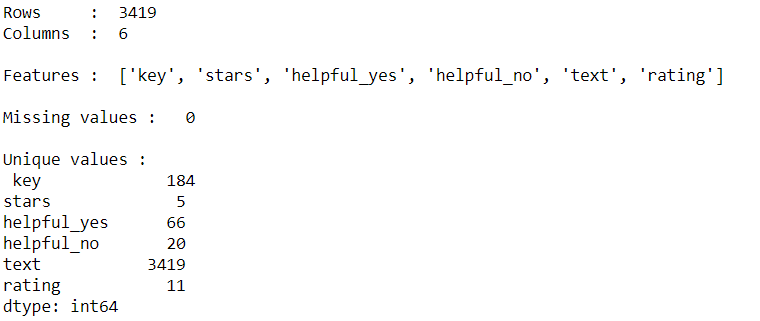 Rows     :  3419
Columns  :  6

Features :  ['key', 'stars', 'helpful_yes', 'helpful_no', 'text', 'rating']

Missing values :   0

Unique values :
 key             184
stars              5
helpful_yes       66
helpful_no        20
text            3419
rating            11
dtype: int64